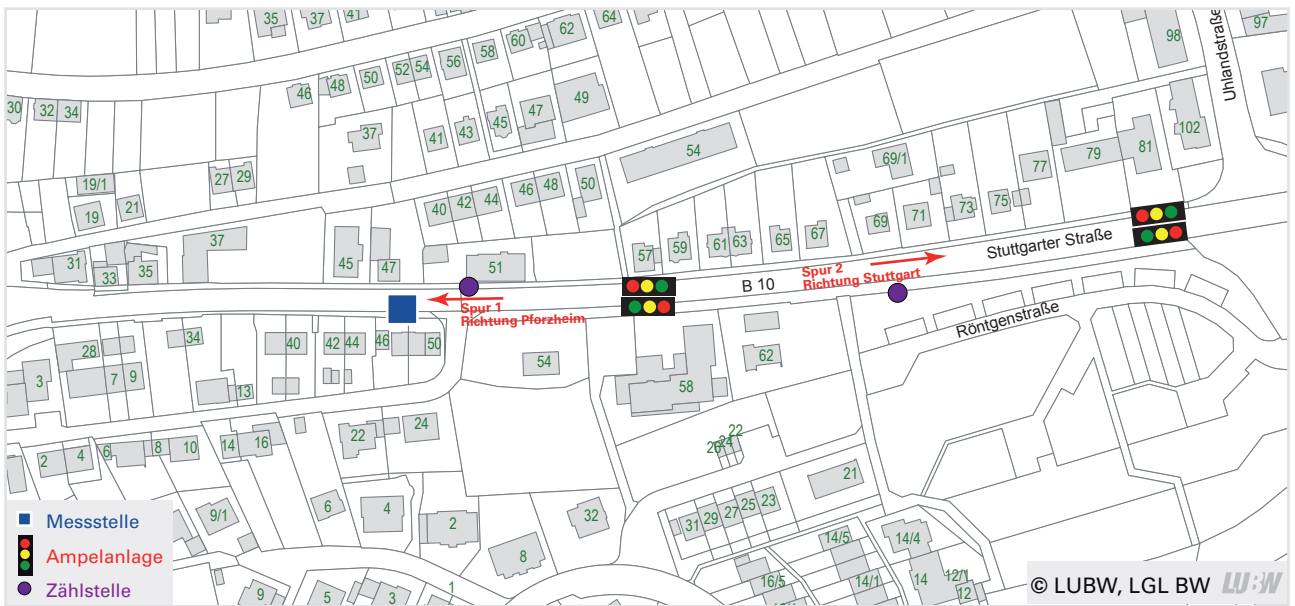 35 37 41 60 62 64 98 97
Uhlandstraße
30 32 34 46 48 50 52 54 56 58 49
37 41 43 45 47 102
54 69/1 77 79 81
19/1 27 29 40 42 44 46 48 50
19 21 69 71 73 75
37 57 59 61 63 65 67
31 33 35 45 47 51
Stuttgarter Straße
Spur 2
Richtung Stuttgart
B 10
Spur 1
Richtung Pforzheim
Röntgenstraße
28 34 40 42 44 46 50 54 62
3 7 9 13 58
22 24 22
24
26
2 4 6 8 10 14 16
21
9/1 6 4 2 32 31 29 27 25 23
8 14/5 14/4
16/5 14/1 14 12/1
12
9 5 3 1
Messstelle
Ampelanlage
Zählstelle
© LUBW, LGL BW LUBW